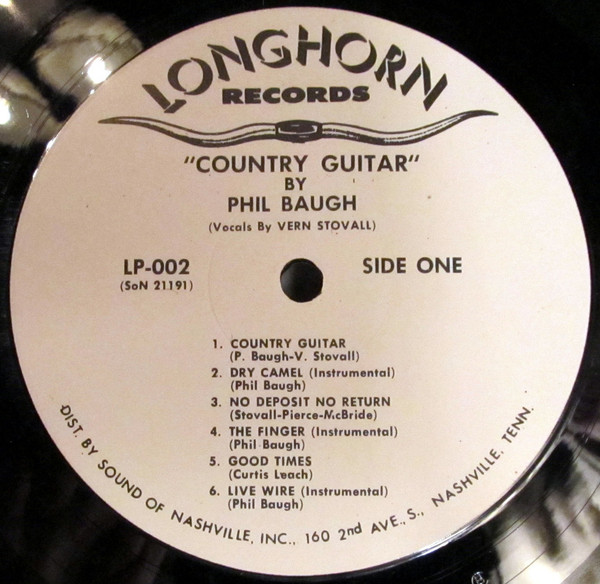 LONGHORN
RECORDS
"COUNTRY GUITAR"
BY
PHIL BAUGH
(Vocals By VERN STOVALL)
LP-002
(SoN 21191)
SIDE ONE
1. COUNTRY GUITAR
(P. Baugh-V. Stovall)
2. DRY CAMEL (Instrumental)
(Phil Baugh)
3. NO DEPOSIT NO RETURN
(Stovall-Pierce-McBride)
4. THE FINGER (Instrumental)
(Phil Baugh)
5. GOOD TIMES
(Curtis Leach)
6. LIVE WIRE (Instrumental)
(Phil Baugh)
DIST. BY SOUND OF NASHVILLE, INC., 160 2nd AVE., S., NASHVILLE, TENN.